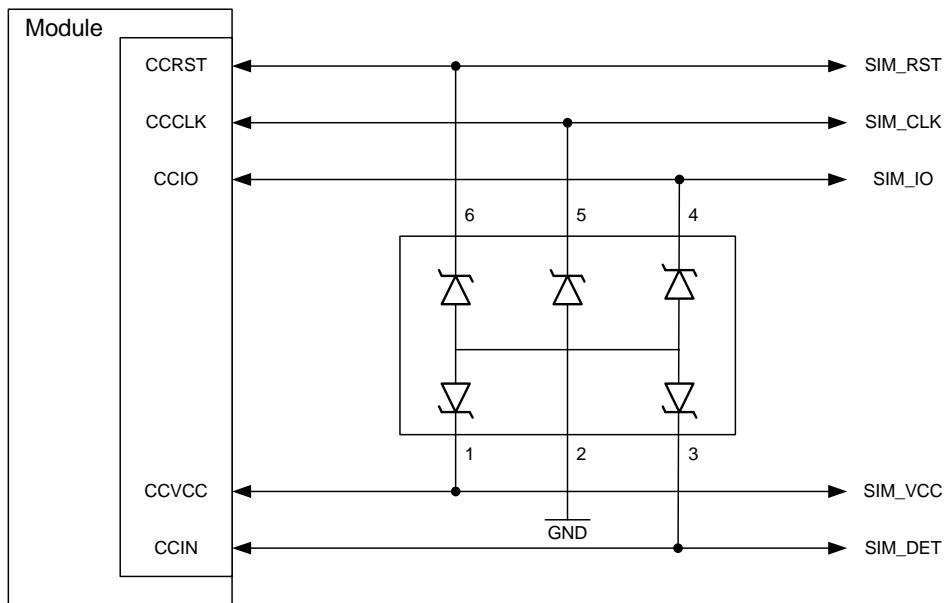 Module
CCRST SIM_RST
CCCLK SIM_CLK
CCIO SIM_IO
6 5 4
1 2 3
CCVCC SIM_VCC
GND
CCIN SIM_DET